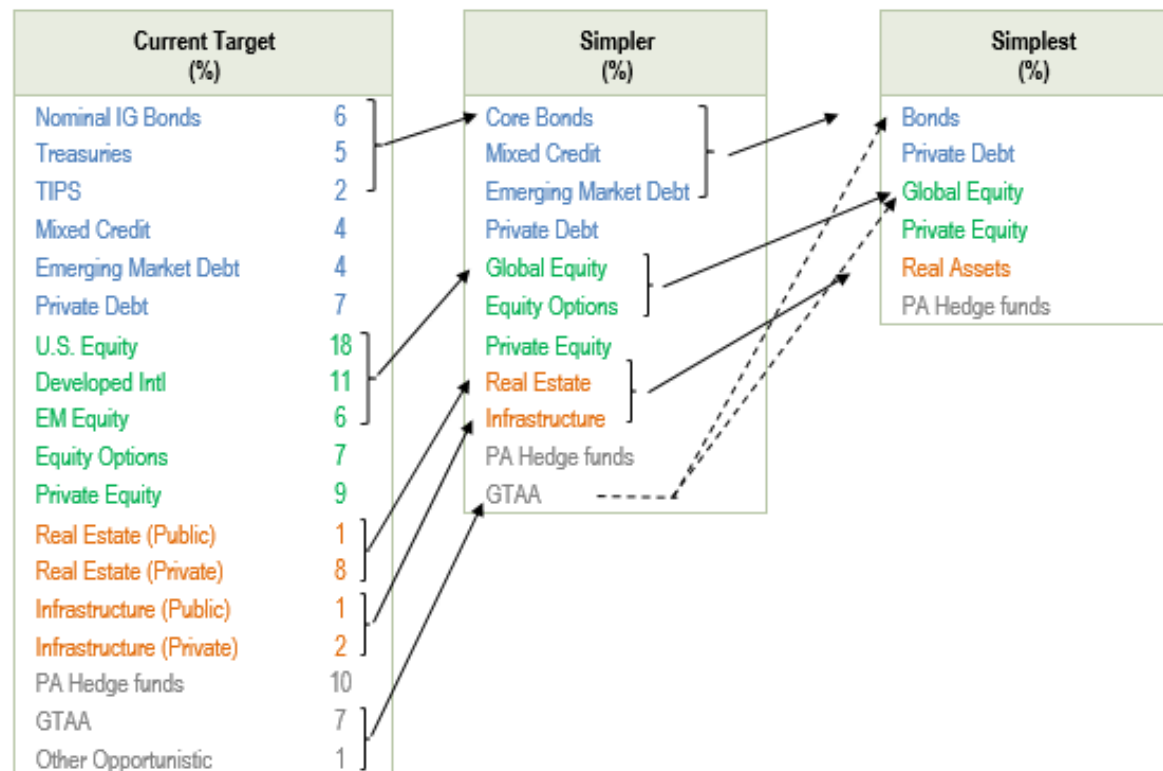 Current Target
(%)
Nominal IG Bonds 6
Treasuries 5
TIPS 2
Mixed Credit 4
Emerging Market Debt 4
Private Debt 7
U.S. Equity 18
Developed Intl 11
EM Equity 6
Equity Options 7
Private Equity 9
Real Estate (Public) 1
Real Estate (Private) 8
Infrastructure (Public) 1
Infrastructure (Private) 2
PA Hedge funds 10
GTAA 7
Other Opportunistic 1
Simpler
(%)
Core Bonds
Mixed Credit
Emerging Market Debt
Private Debt
Global Equity
Equity Options
Private Equity
Real Estate
Infrastructure
PA Hedge funds
GTAA
Simplest
(%)
Bonds
Private Debt
Global Equity
Private Equity
Real Assets
PA Hedge funds